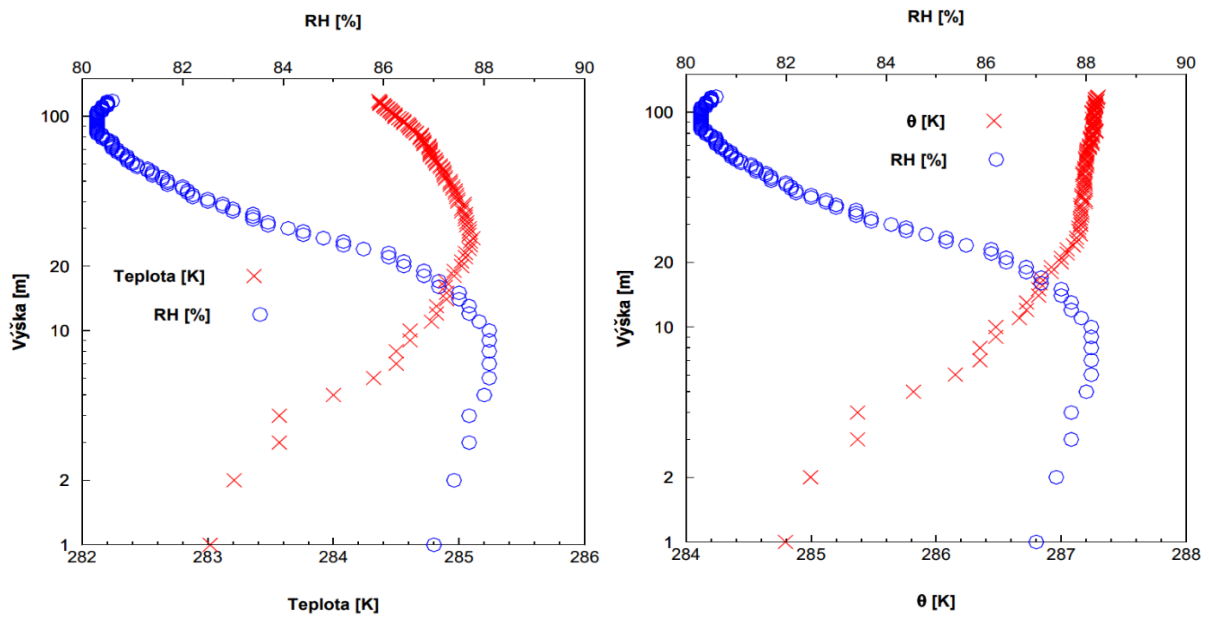 RH [%]
80 82 84 86 88 90
100
20
10
2
1
Výška [m]
Teplota [K]
RH [%]
282 283 284 285 286
Teplota [K]
RH [%]
80 82 84 86 88 90
100
20
10
2
1
Výška [m]
θ [K]
RH [%]
284 285 286 287 288
θ [K]